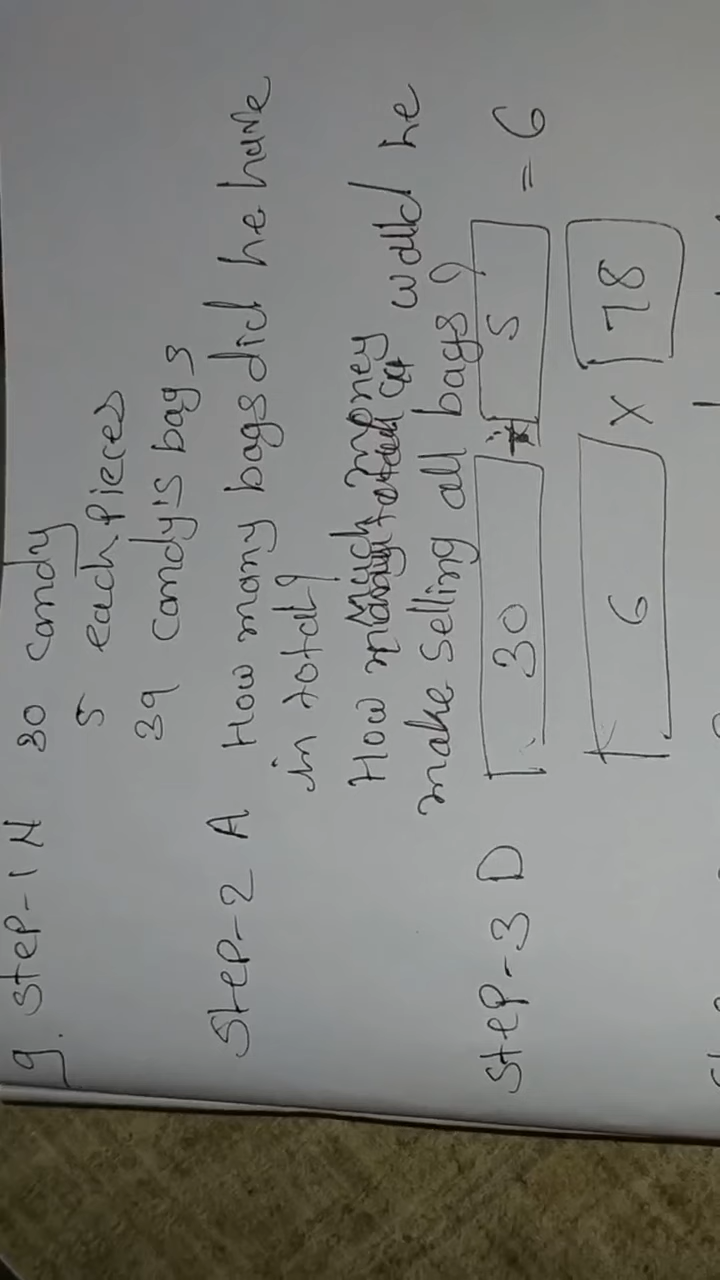 9. Step-1 N 30 candy
5 each Pieces
39 candy's bags
Step-2 A How many bags did he have
in total?
How much money would he
make selling all bags?
Step-3 D 30 ÷ 5 = 6
6 × 78